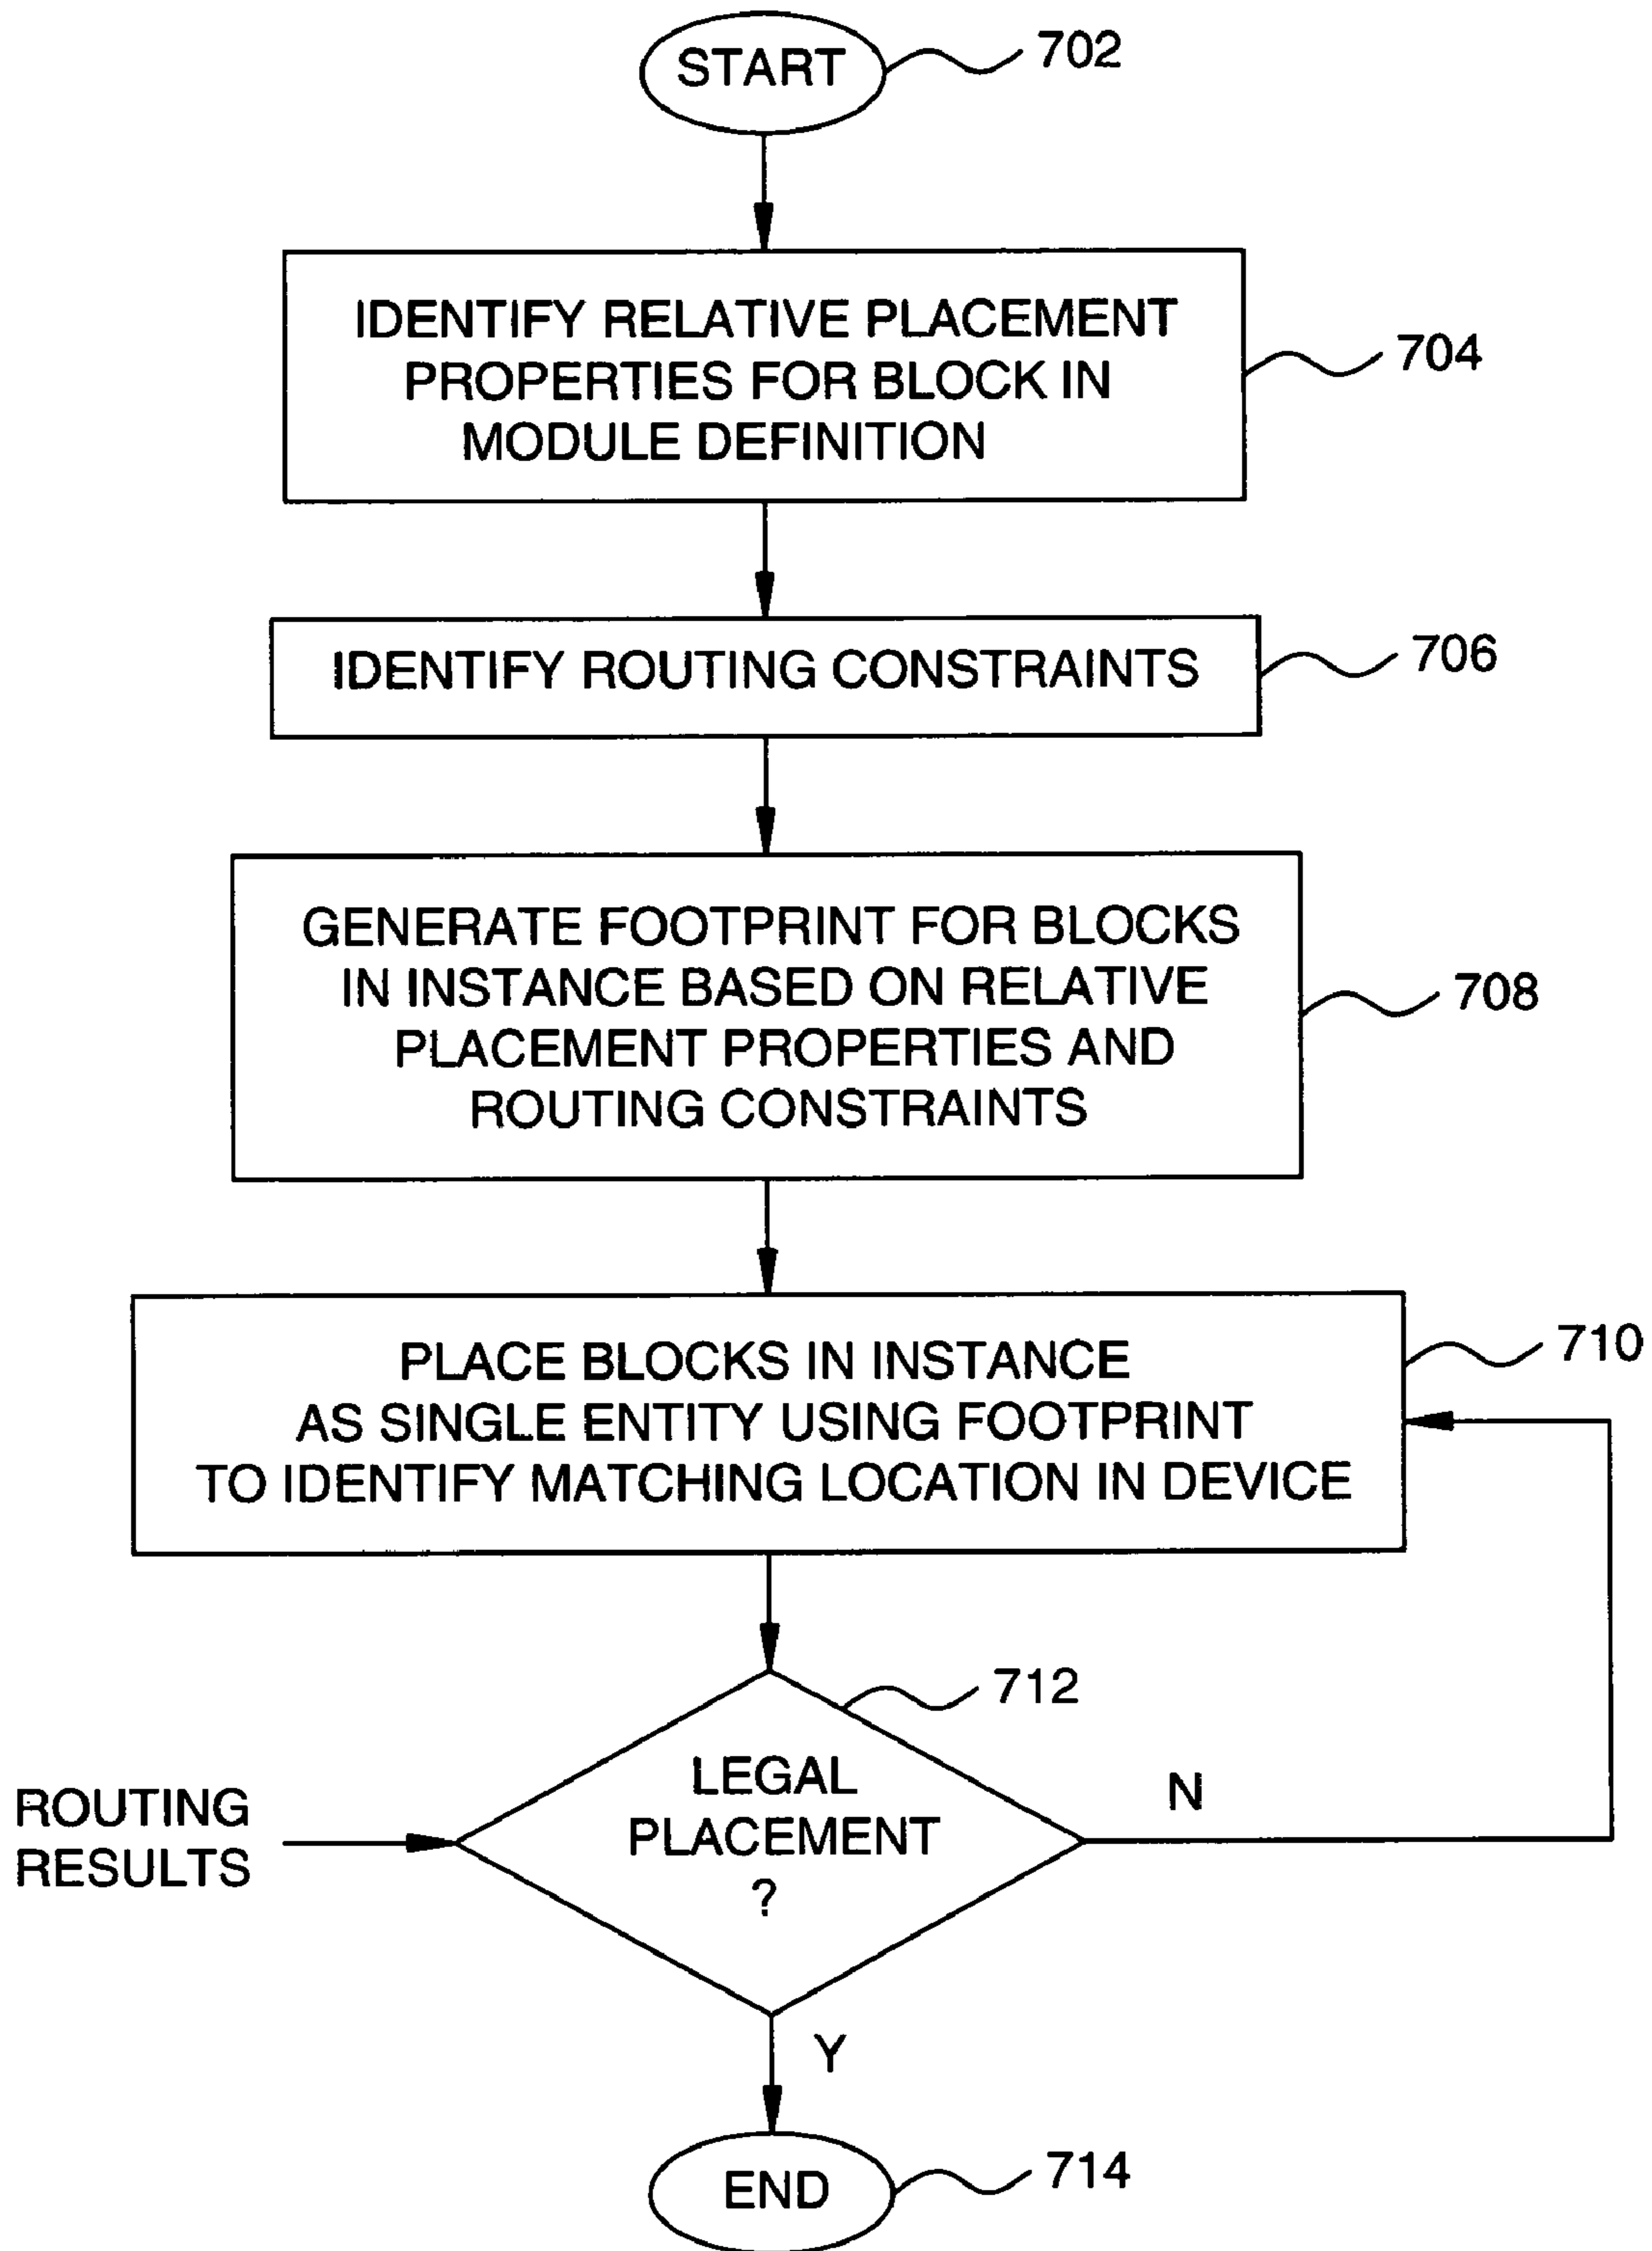 START
702
IDENTIFY RELATIVE PLACEMENT
PROPERTIES FOR BLOCK IN
MODULE DEFINITION
704
IDENTIFY ROUTING CONSTRAINTS
706
GENERATE FOOTPRINT FOR BLOCKS
IN INSTANCE BASED ON RELATIVE
PLACEMENT PROPERTIES AND
ROUTING CONSTRAINTS
708
PLACE BLOCKS IN INSTANCE
AS SINGLE ENTITY USING FOOTPRINT
TO IDENTIFY MATCHING LOCATION IN DEVICE
710
712
LEGAL
PLACEMENT
?
N
ROUTING
RESULTS
Y
END
714